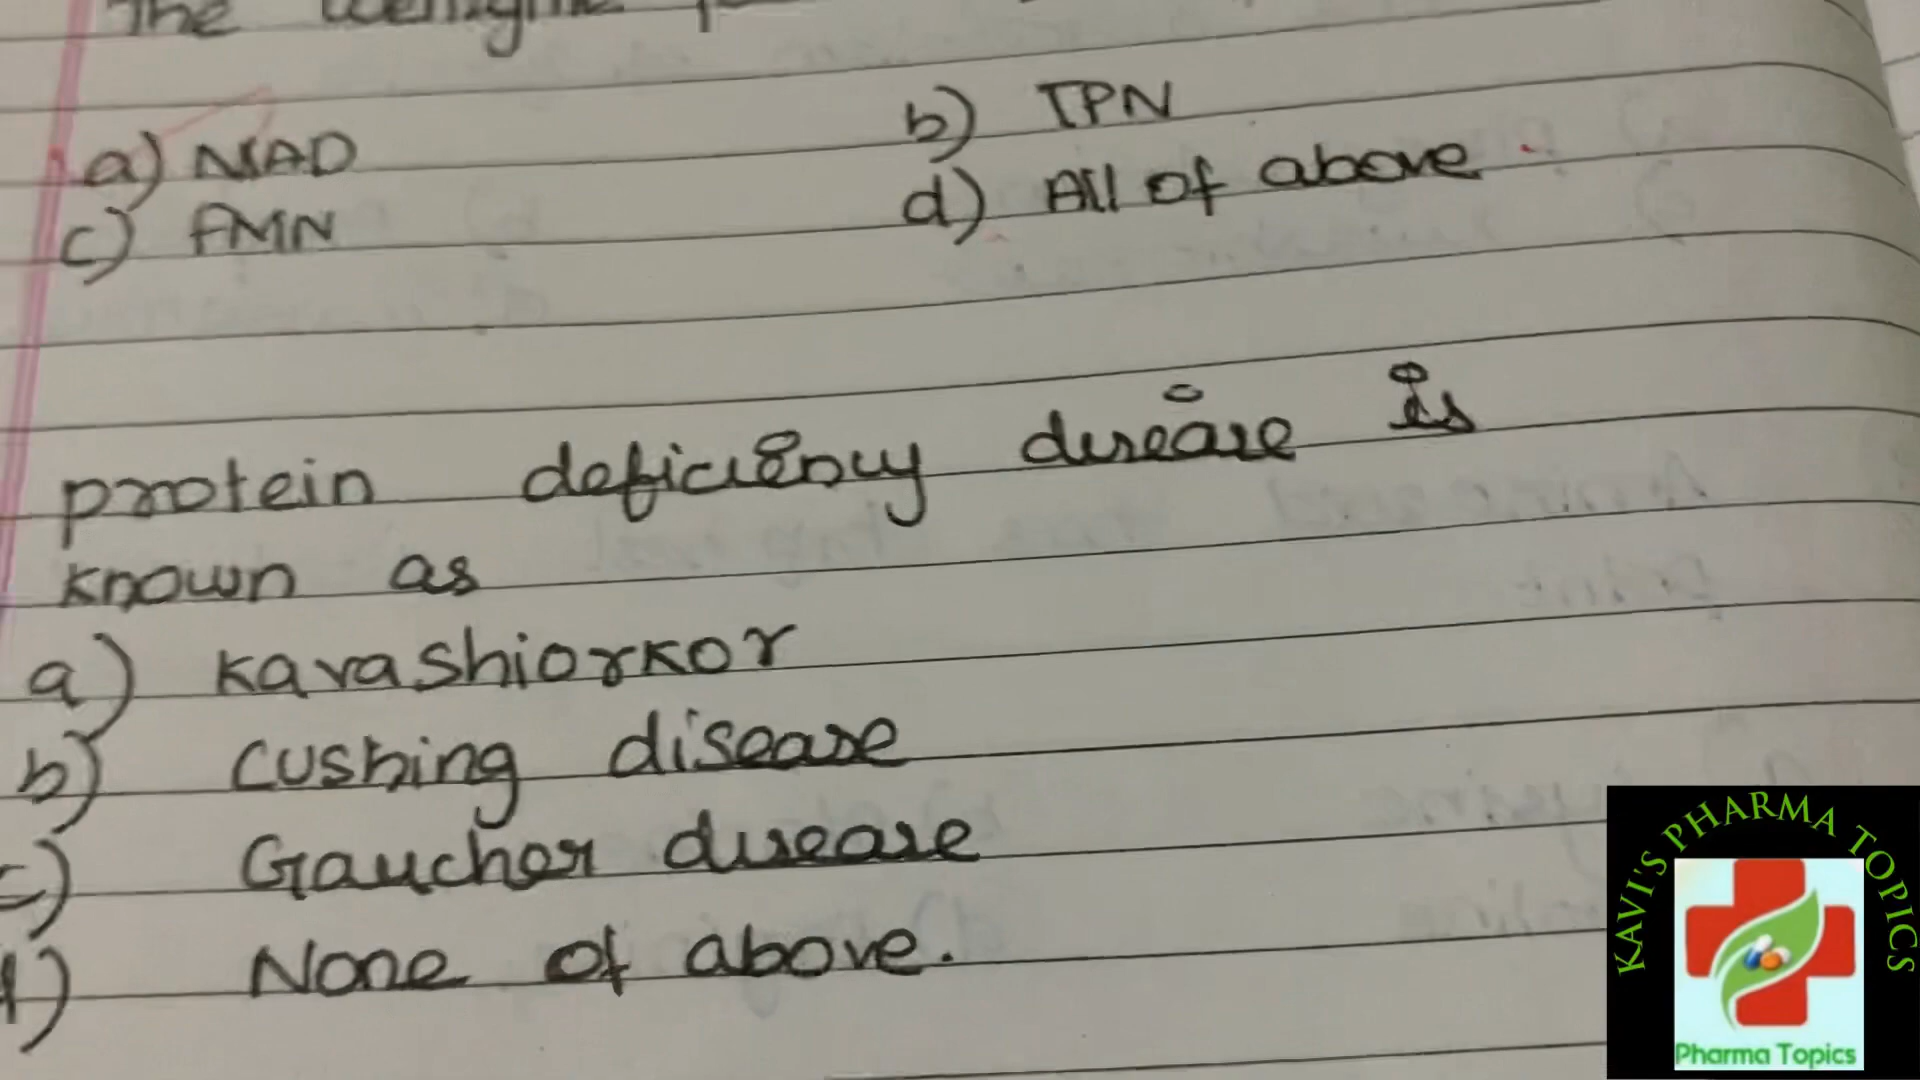 The
a) NAD b) TPN
c) FMN d) All of above.
protein deficiency disease is
known as
a) Kavashiorkor
b) Cushing disease
c) Gaucher disease
d) None of above.
KAVI'S PHARMA TOPICS
Pharma Topics